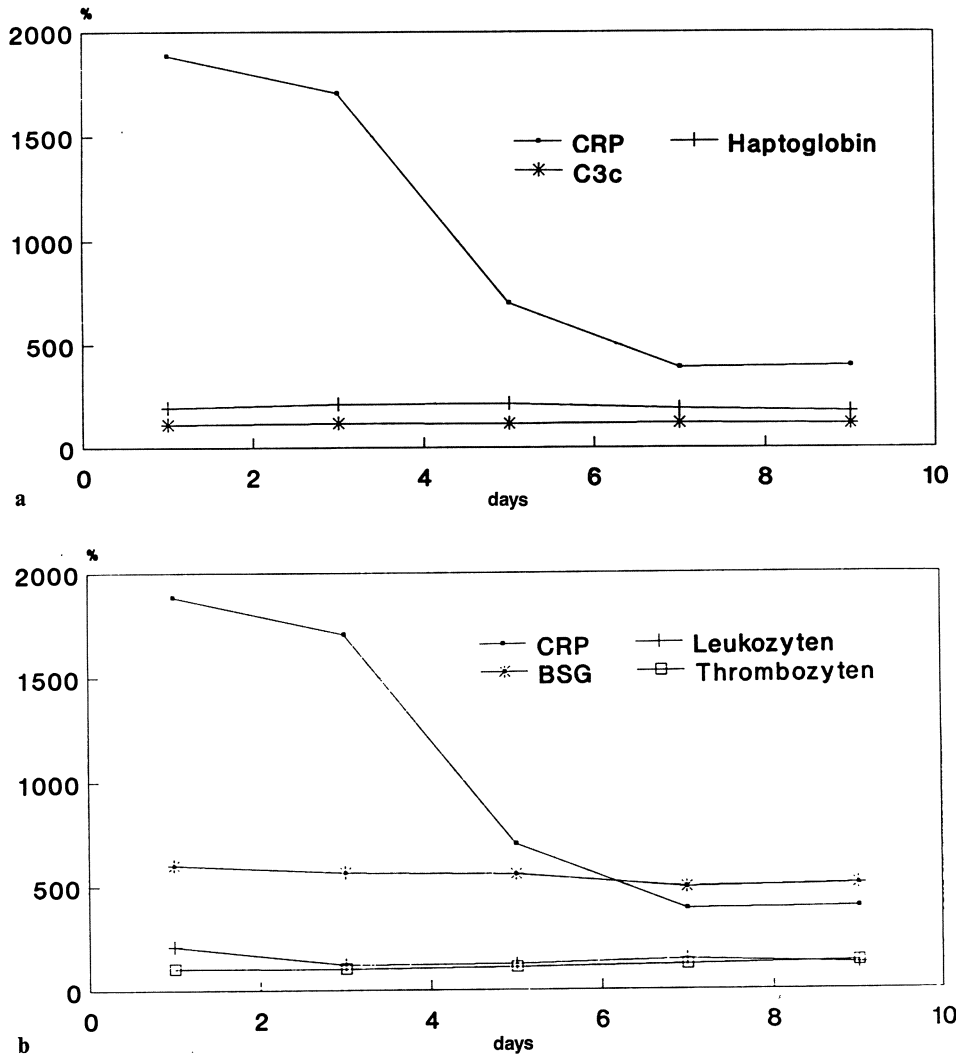 %
2000
CRP Haptoglobin
1500
C3c
1000
500
0
0 2 4 6 8 10
a days
%
2000
CRP Leukozyten
BSG Thrombozyten
1500
1000
500
0
0 2 4 6 8 10
b days